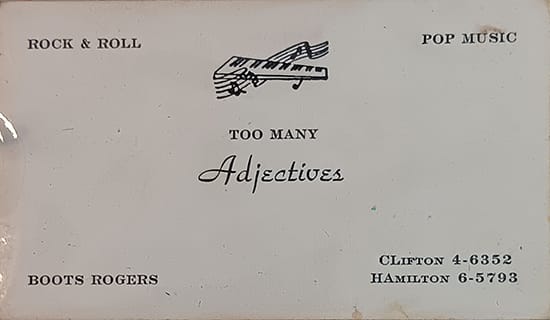 ROCK & ROLL
POP MUSIC
TOO MANY
Adjectives
BOOTS ROGERS
CLIFTON 4-6352
HAMILTON 6-5793